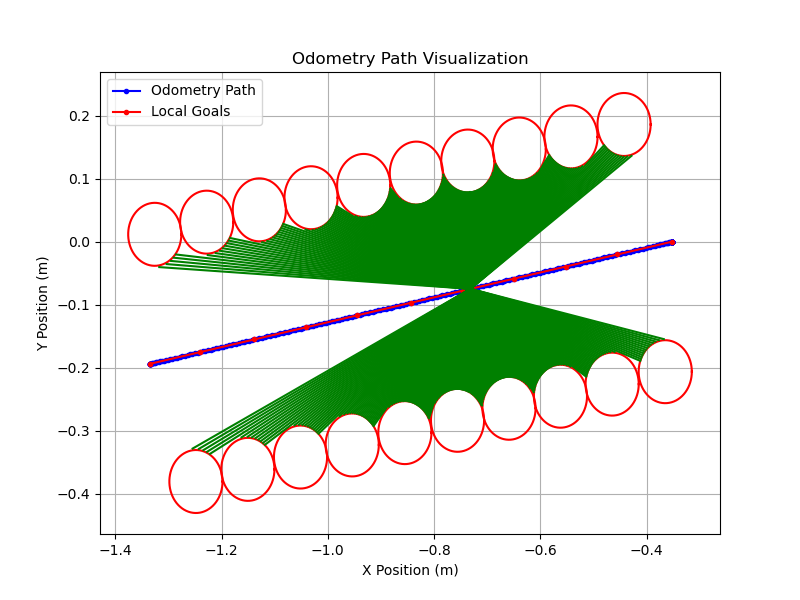 Odometry Path Visualization
Odometry Path
Local Goals
Y Position (m)
0.2
0.1
0.0
−0.1
−0.2
−0.3
−0.4
−1.4 −1.2 −1.0 −0.8 −0.6 −0.4
X Position (m)